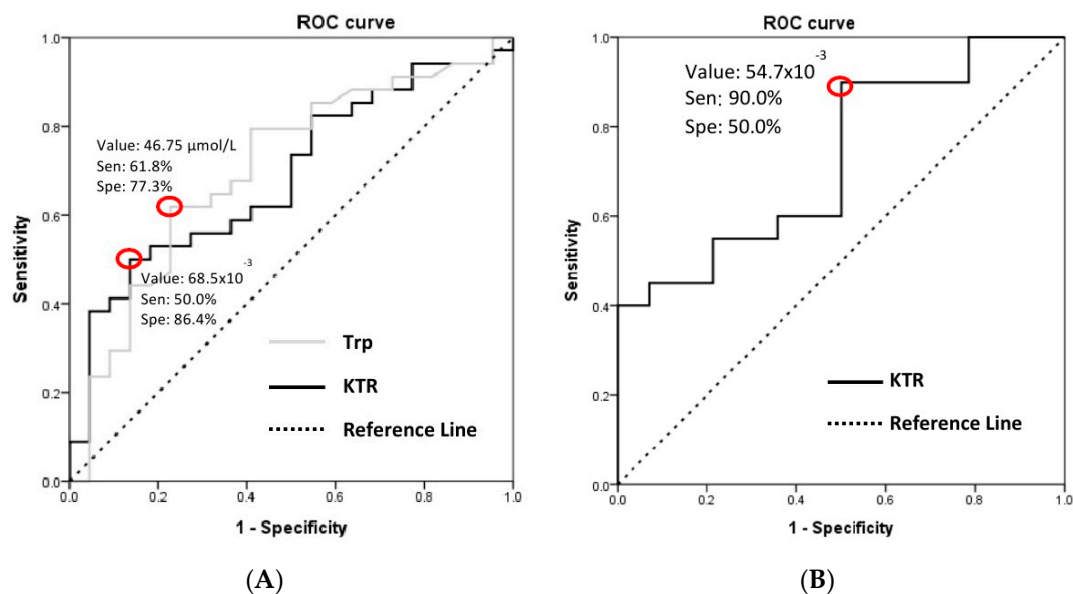 ROC curve
1.0
0.8
0.6
0.4
0.2
0.0
Sensitivity
Value: 46.75 µmol/L
Sen: 61.8%
Spe: 77.3%
Value: 68.5x10⁻³
Sen: 50.0%
Spe: 86.4%
Trp
KTR
Reference Line
0.0 0.2 0.4 0.6 0.8 1.0
1 - Specificity
(A)
ROC curve
1.0
0.8
0.6
0.4
0.2
0.0
Sensitivity
Value: 54.7x10⁻³
Sen: 90.0%
Spe: 50.0%
KTR
Reference Line
0.0 0.2 0.4 0.6 0.8 1.0
1 - Specificity
(B)